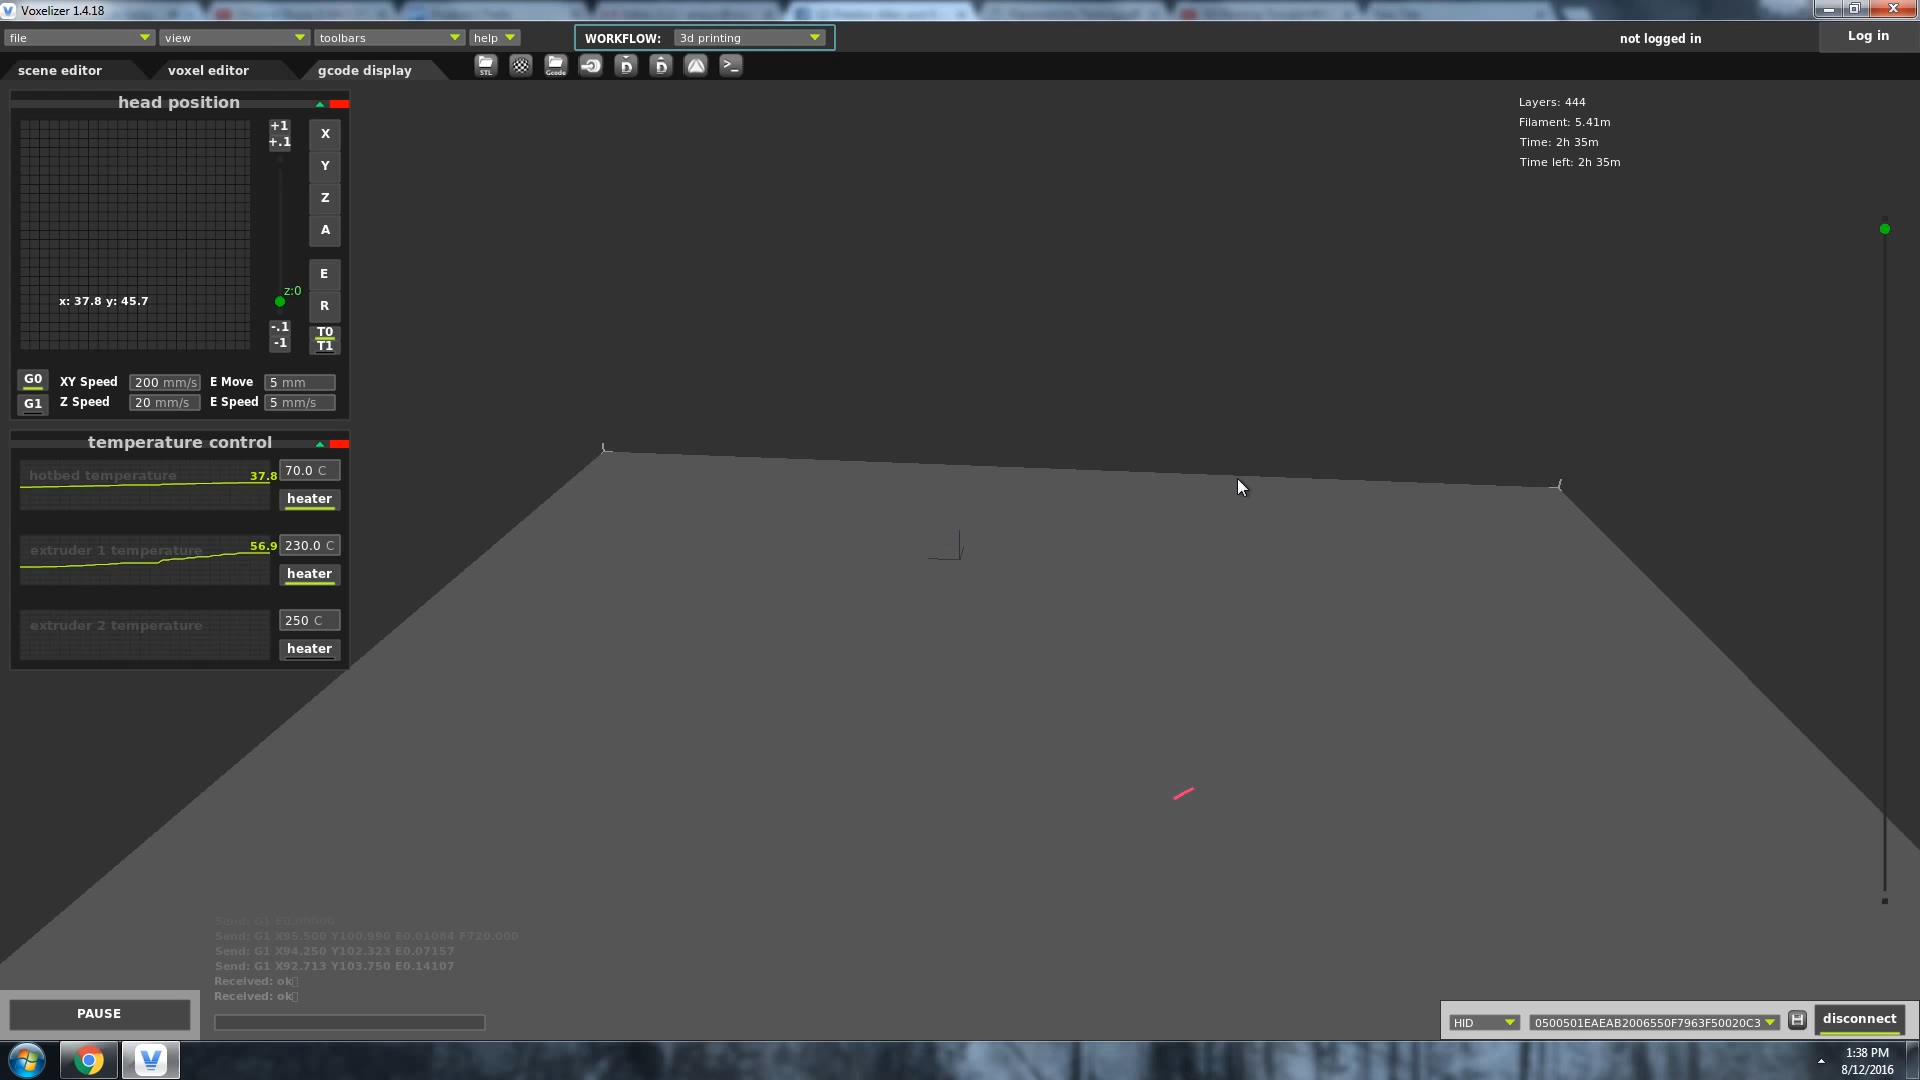 Voxelizer 1.4.18
file
view
toolbars
help
WORKFLOW: 3d printing
not logged in
Log in
scene editor
voxel editor
gcode display
STL
Gcode
head position
+1
+.1
X
Y
Z
A
E
R
T0
T1
z:0
x: 37.8 y: 45.7
-.1
-1
G0
XY Speed 200 mm/s E Move 5 mm
G1
Z Speed 20 mm/s E Speed 5 mm/s
temperature control
hotbed temperature 37.8 70.0 C
heater
extruder 1 temperature 56.9 230.0 C
heater
extruder 2 temperature 250 C
heater
Layers: 444
Filament: 5.41m
Time: 2h 35m
Time left: 2h 35m
Send: G1 E0.00000
Send: G1 X95.500 Y100.990 E0.01084 F720.000
Send: G1 X94.250 Y102.323 E0.07157
Send: G1 X92.713 Y103.750 E0.14107
Received: ok
Received: ok
PAUSE
HID
0500501EAEAB2006550F7963F50020C3
disconnect
1:38 PM
8/12/2016